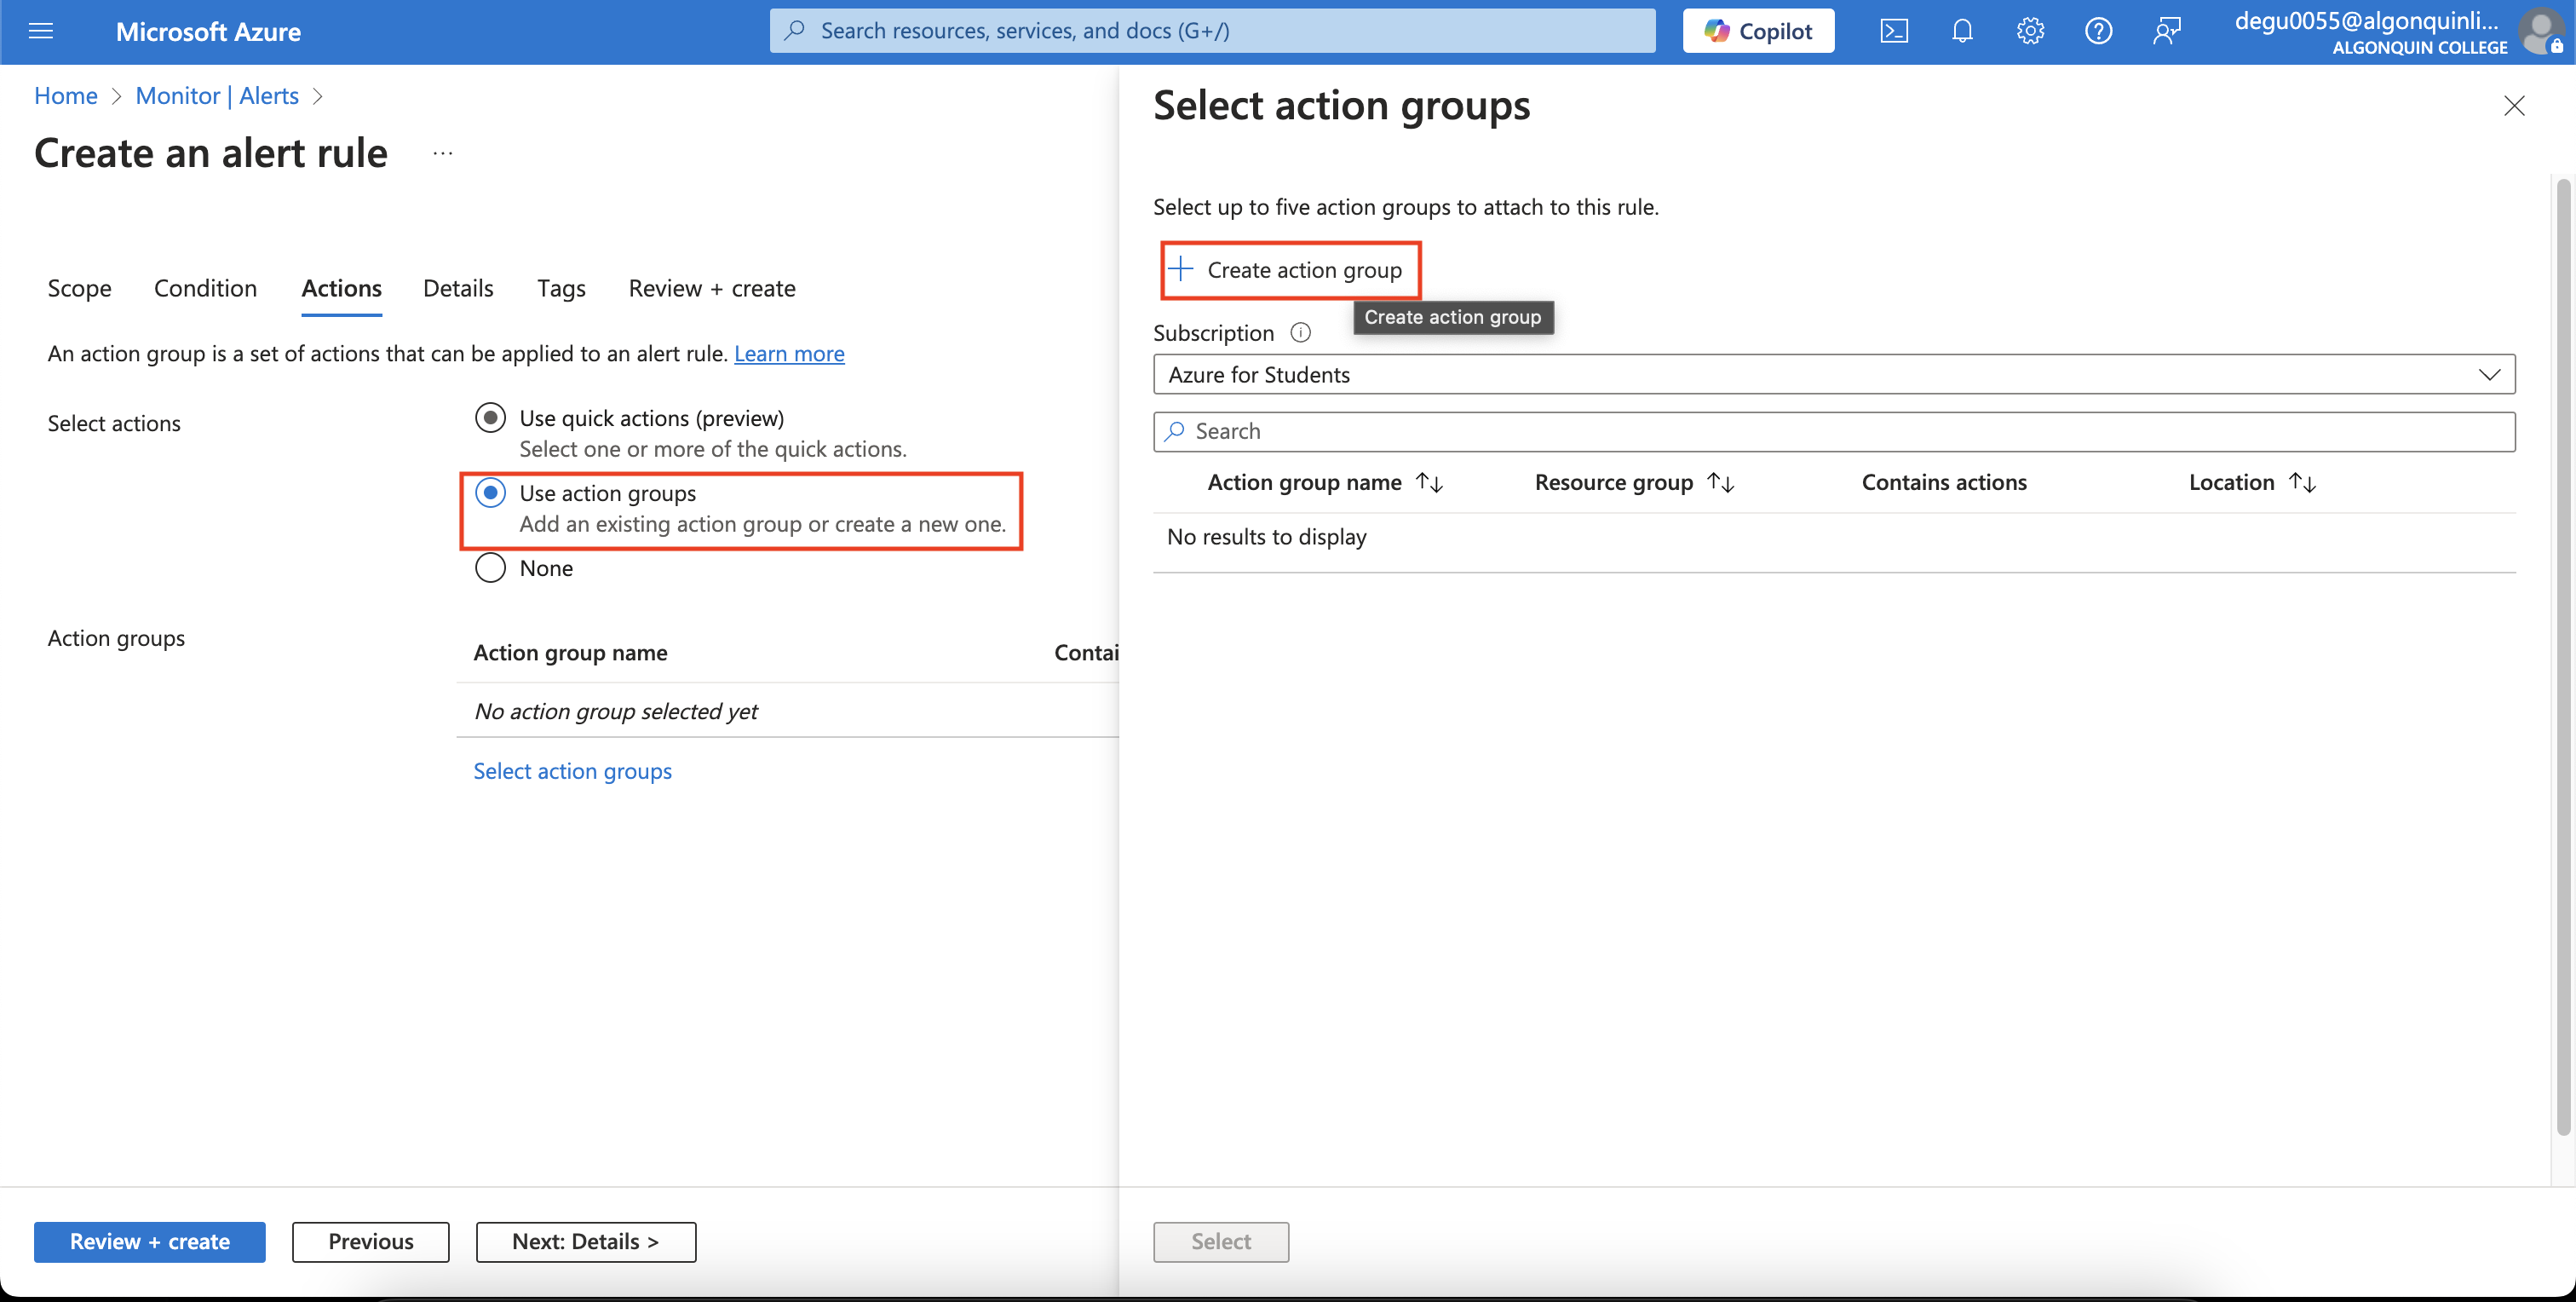 Microsoft Azure
Search resources, services, and docs (G+/)
Copilot
degu0055@algonquinli...
ALGONQUIN COLLEGE
Home > Monitor | Alerts >
Create an alert rule ...
Scope Condition Actions Details Tags Review + create
An action group is a set of actions that can be applied to an alert rule. Learn more
Select actions
Use quick actions (preview)
Select one or more of the quick actions.
Use action groups
Add an existing action group or create a new one.
None
Action groups
Action group name Contai
No action group selected yet
Select action groups
Review + create Previous Next: Details >
Select action groups
Select up to five action groups to attach to this rule.
Create action group
Create action group
Subscription
Azure for Students
Search
Action group name Resource group Contains actions Location
No results to display
Select